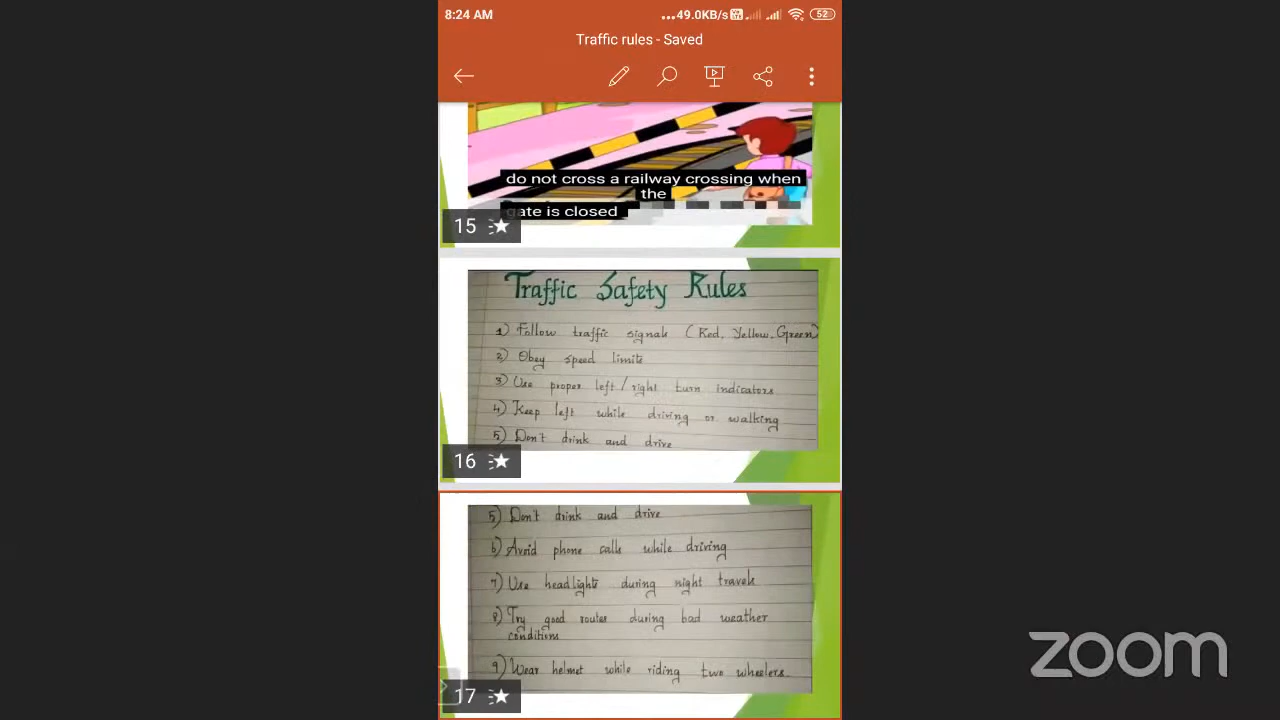 8:24 AM
...49.0KB/s
52
Traffic rules - Saved
do not cross a railway crossing when
the
gate is closed
15
Traffic Safety Rules
1) Follow traffic signals (Red, Yellow, Green)
2) Obey speed limits
3) Use proper left/right turn indicators
4) Keep left while driving or walking
5) Don't drink and drive
16
5) Don't drink and drive
6) Avoid phone calls while driving
7) Use headlights during night travels
8) Try good routes during bad weather
conditions
9) Wear helmet while riding two wheelers.
17
zoom